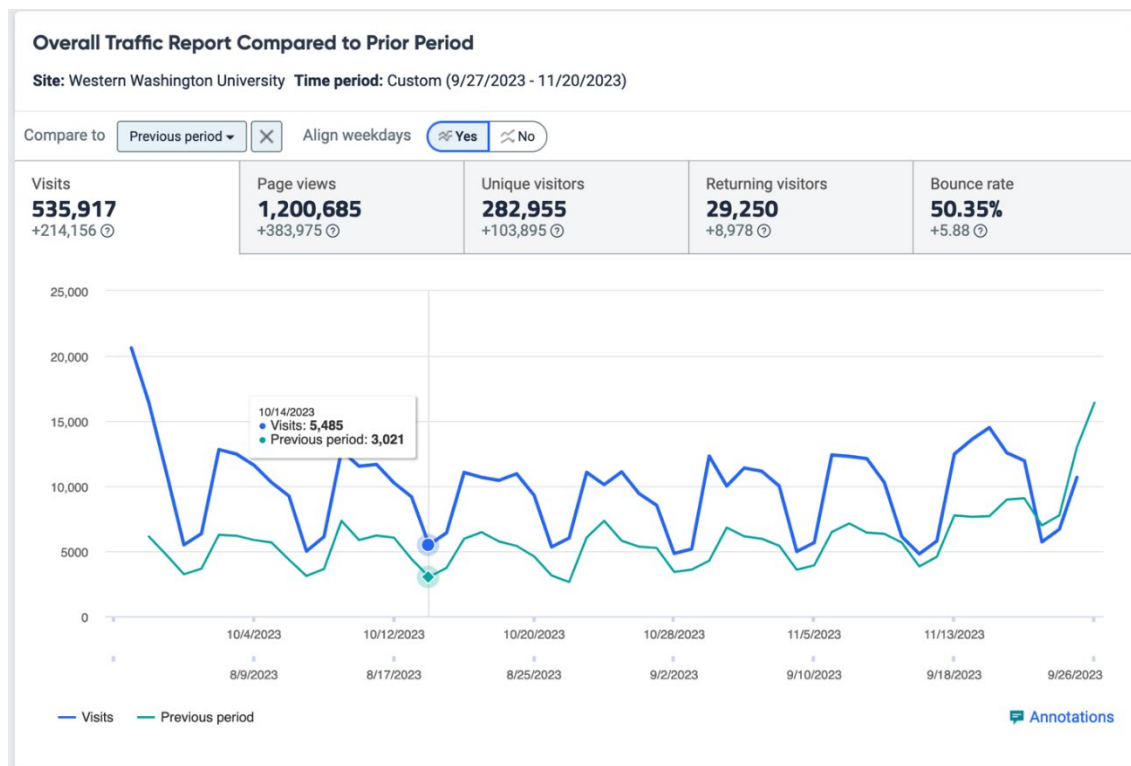 Overall Traffic Report Compared to Prior Period
Site: Western Washington University Time period: Custom (9/27/2023 - 11/20/2023)
Compare to Previous period Align weekdays Yes No
Visits
535,917
+214,156
Page views
1,200,685
+383,975
Unique visitors
282,955
+103,895
Returning visitors
29,250
+8,978
Bounce rate
50.35%
+5.88
25,000
20,000
15,000
10,000
5000
0
10/14/2023
Visits: 5,485
Previous period: 3,021
10/4/2023 10/12/2023 10/20/2023 10/28/2023 11/5/2023 11/13/2023
8/9/2023 8/17/2023 8/25/2023 9/2/2023 9/10/2023 9/18/2023 9/26/2023
Visits Previous period
Annotations